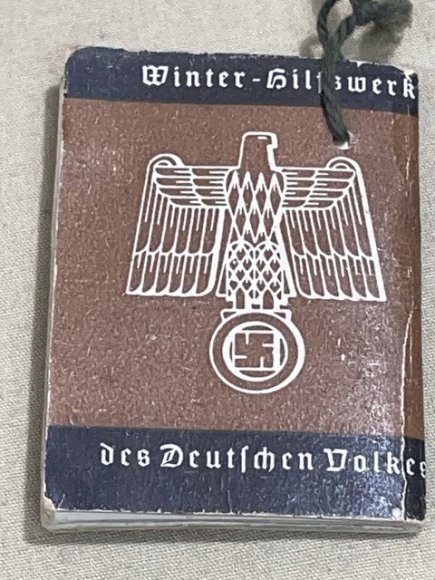 Winter-Hilfswerk
des Deutſchen Volkes